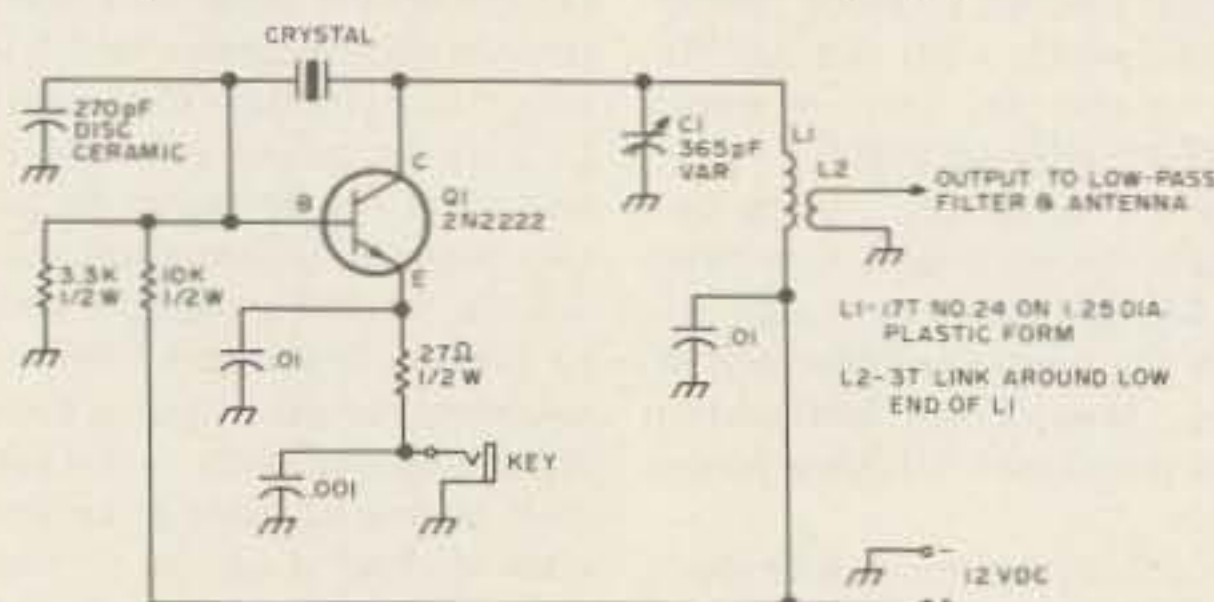 CRYSTAL
270pF
DISC
CERAMIC
C1
365pF
VAR
L1
L2
OUTPUT TO LOW-PASS
FILTER & ANTENNA
C
B
Q1
2N2222
E
3.3K
1/2 W
10K
1/2 W
.01
27Ω
1/2 W
.01
L1-17T NO.24 ON 1.25 DIA.
PLASTIC FORM
L2-3T LINK AROUND LOW
END OF L1
.001
KEY
-
12 VDC